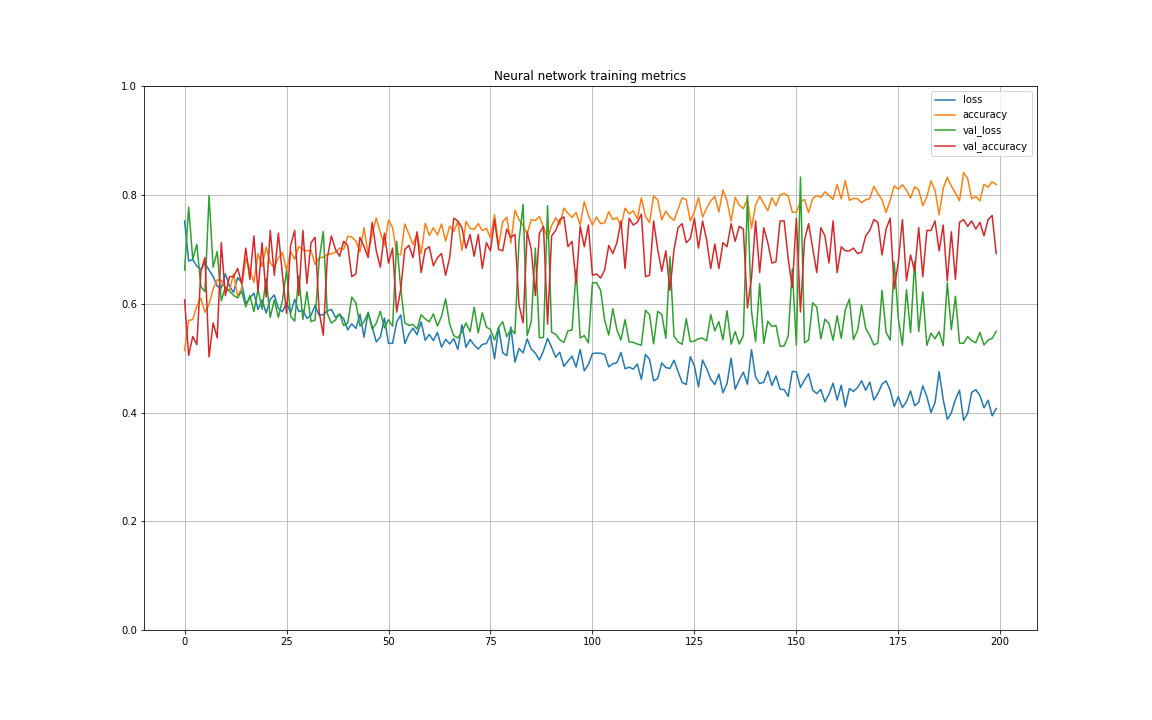 Neural network training metrics
loss
accuracy
val_loss
val_accuracy
1.0
0.8
0.6
0.4
0.2
0.0
0 25 50 75 100 125 150 175 200